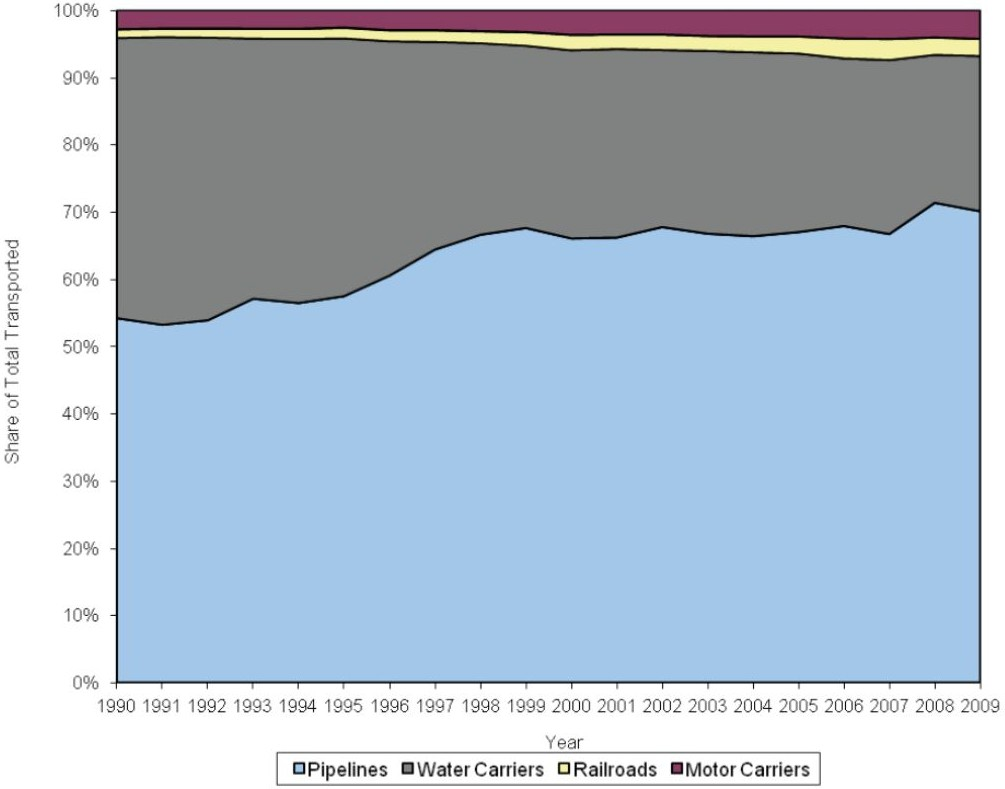 100%
90%
80%
70%
60%
50%
40%
30%
20%
10%
0%
Share of Total Transported
1990 1991 1992 1993 1994 1995 1996 1997 1998 1999 2000 2001 2002 2003 2004 2005 2006 2007 2008 2009
Year
Pipelines Water Carriers Railroads Motor Carriers